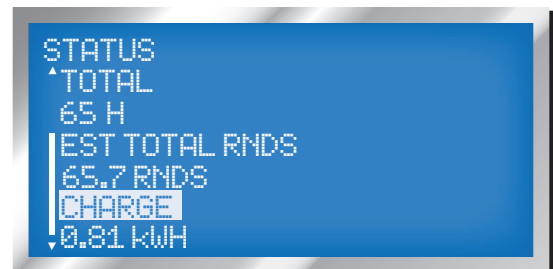 STATUS
TOTAL
65 H
EST TOTAL RNDS
65.7 RNDS
CHARGE
0.81 kWH